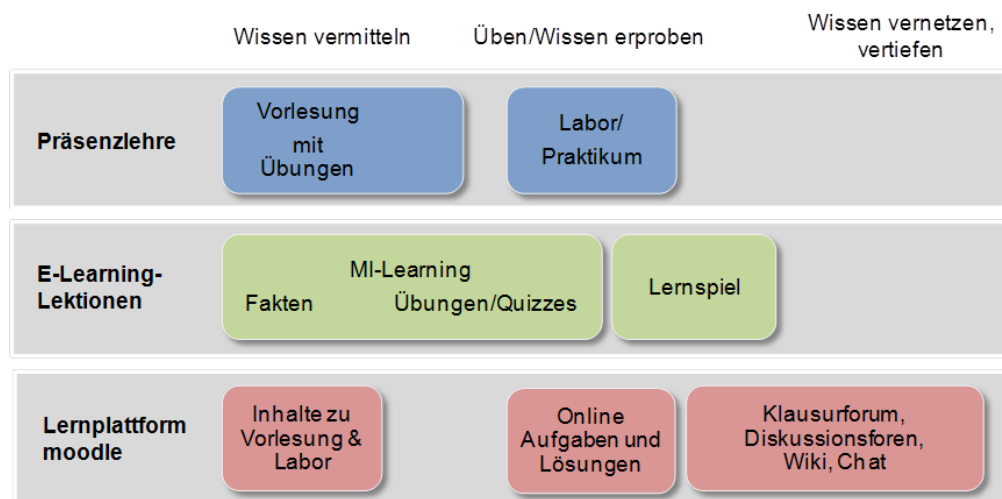 Wissen vermitteln
Üben/Wissen erproben
Wissen vernetzen,
vertiefen
Präsenzlehre
Vorlesung
mit
Übungen
Labor/
Praktikum
E-Learning-
Lektionen
MI-Learning
Fakten
Übungen/Quizzes
Lernspiel
Lernplattform
moodle
Inhalte zu
Vorlesung &
Labor
Online
Aufgaben und
Lösungen
Klausurforum,
Diskussionsforen,
Wiki, Chat